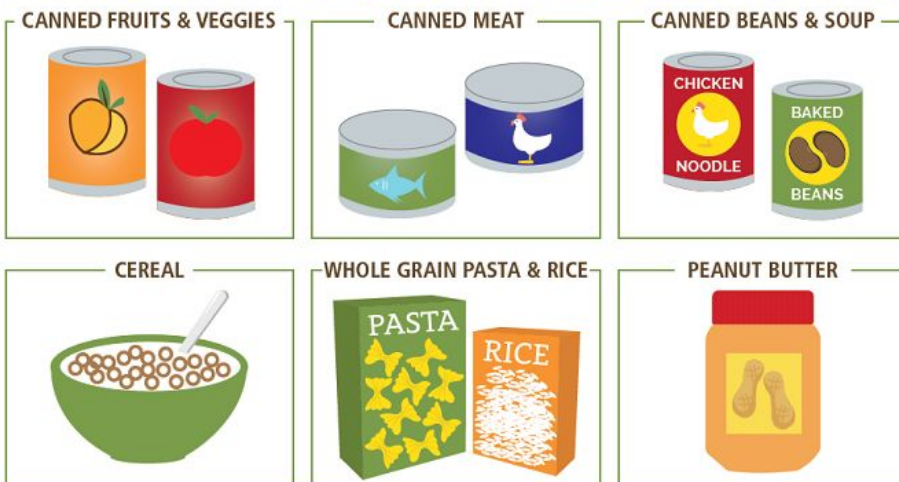 CANNED FRUITS & VEGGIES
CANNED MEAT
CANNED BEANS & SOUP
CHICKEN
NOODLE
BAKED
BEANS
CEREAL
WHOLE GRAIN PASTA & RICE
PEANUT BUTTER
PASTA
RICE